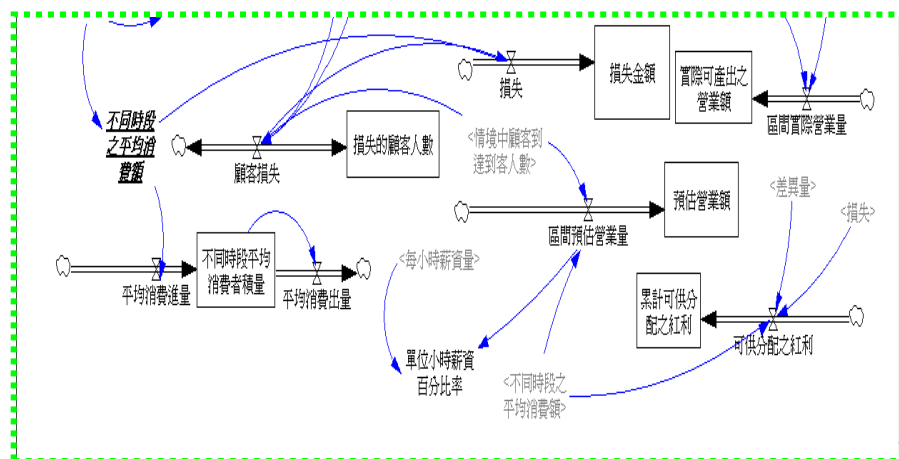 損失
損失金額
實際可產出之
營業額
區間實際營業量
不同時段
之平均消
費額
顧客損失
損失的顧客人數
<情境中顧客到
達到客人數>
預估營業額
區間預估營業量
<差異量>
<損失>
<每小時薪資量>
不同時段平均
消費者積量
平均消費進量
平均消費出量
累計可供分
配之紅利
可供分配之紅利
單位小時薪資
百分比率
<不同時段之
平均消費額>